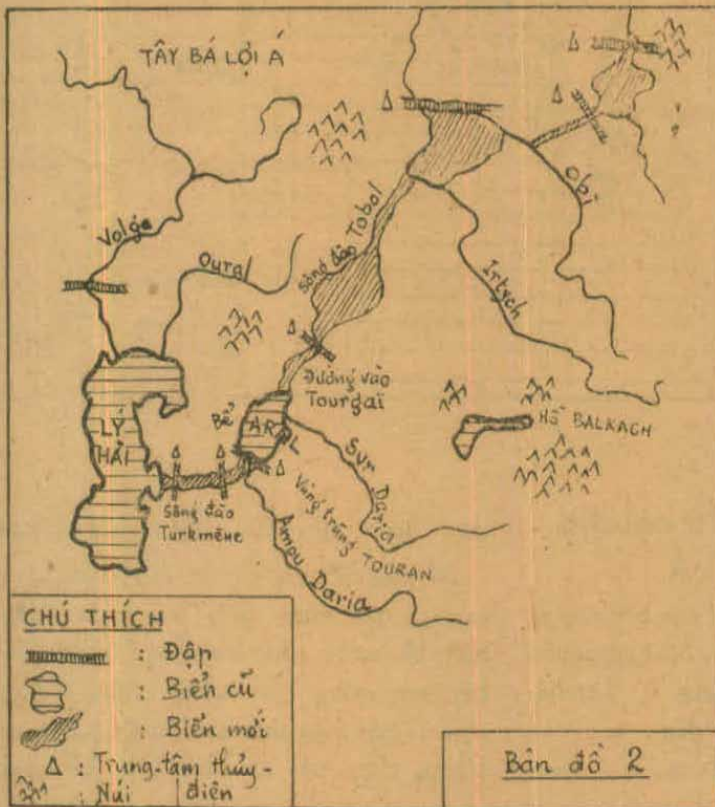 TÂY BÁ LỢI Á
Volga
Oural
Sông đào Tobol
Obi
Irtych
Đường vào
Tourgaï
HỒ BALKACH
LÝ
HẢI
Bể
ARAL
Syr Daria
Sông đào
Turkmène
Vùng trũng TOURAN
Amou Daria
CHÚ THÍCH
: Đập
: Biển cũ
: Biển mới
Δ : Trung-tâm thủy-
điện
: Núi
Bản đồ 2